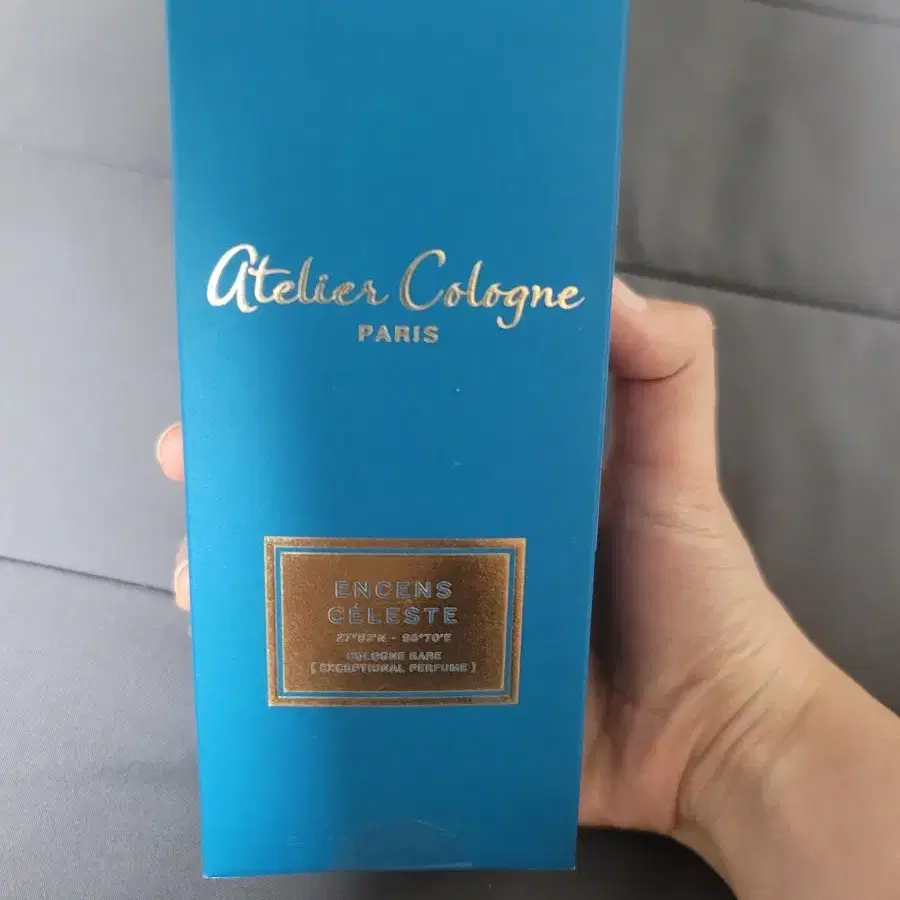 Atelier Cologne
PARIS
ENCENS
CÉLESTE
COLOGNE RARE
[ EXCEPTIONAL PERFUME ]